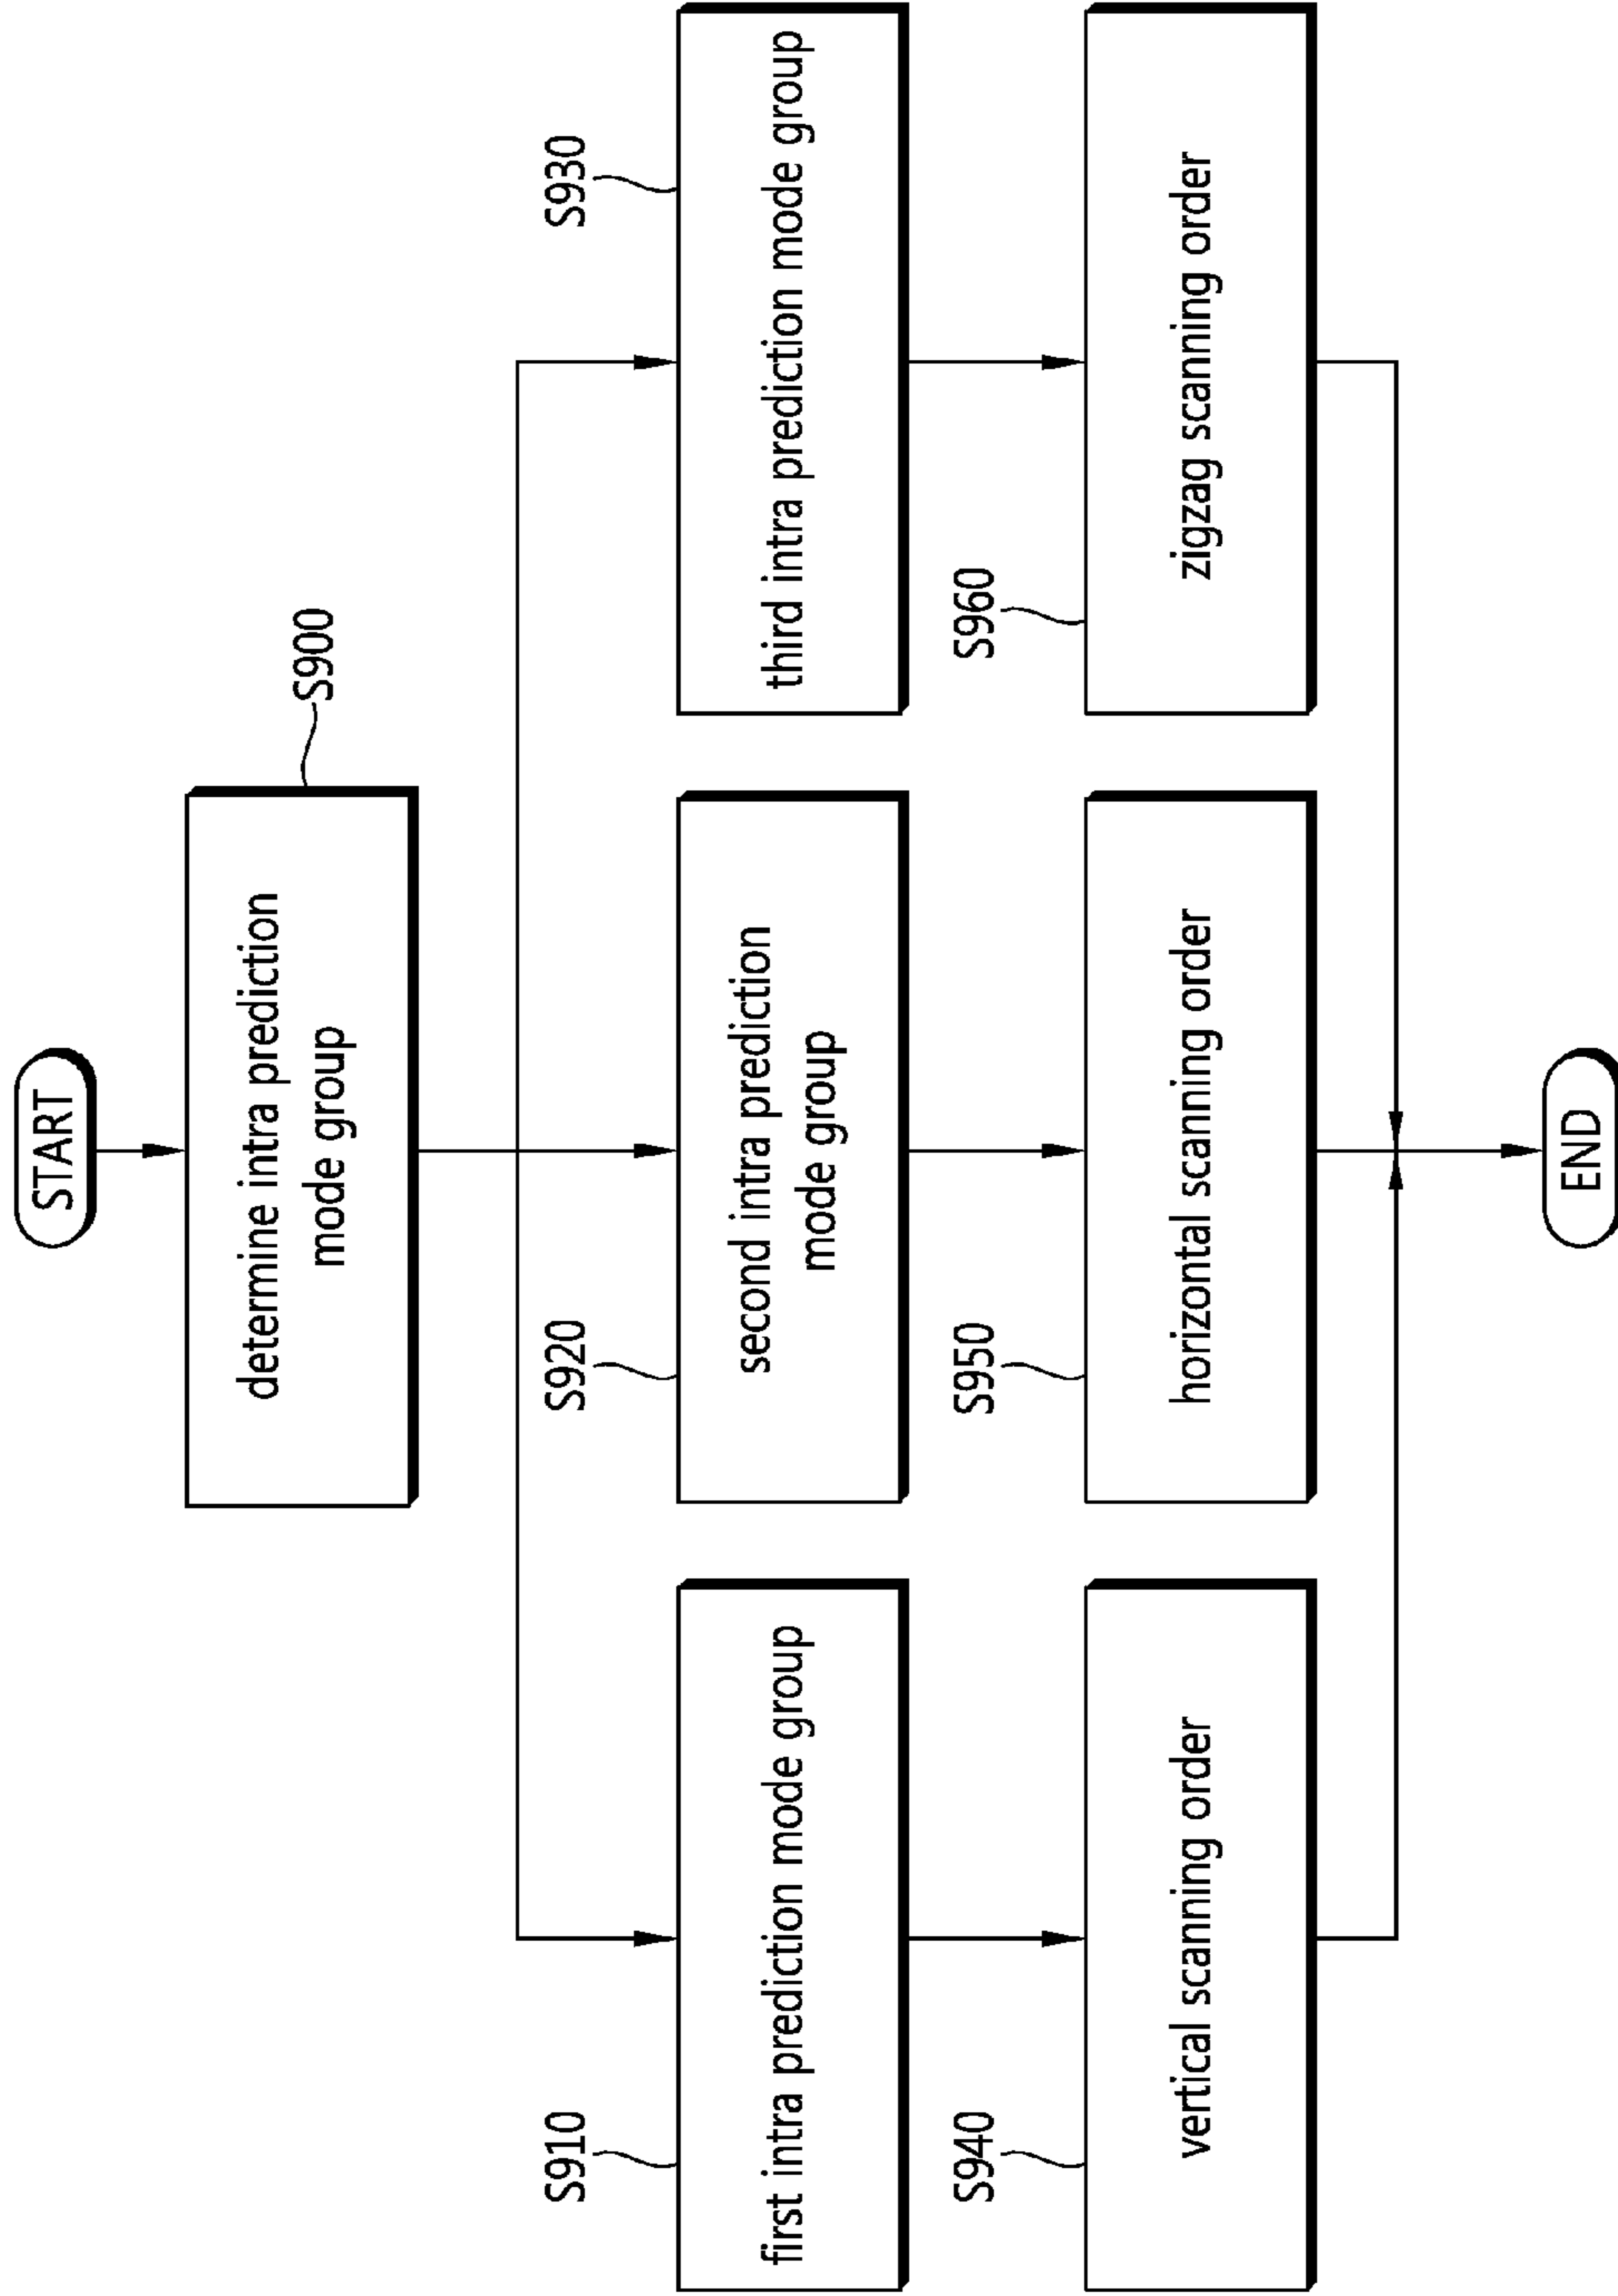 START
S900
determine intra prediction
mode group
S910
first intra prediction mode group
S920
second intra prediction
mode group
S930
third intra prediction mode group
S940
vertical scanning order
S950
horizontal scanning order
S960
zigzag scanning order
END